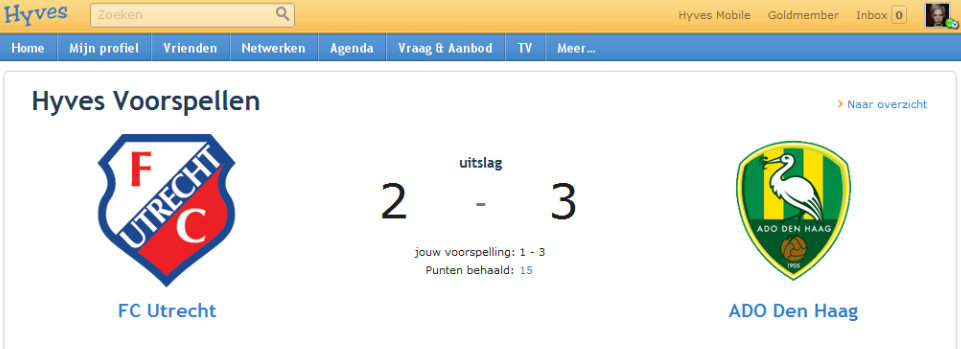 Hyves Zoeken Hyves Mobile Goldmember Inbox 0
Home Mijn profiel Vrienden Netwerken Agenda Vraag & Aanbod TV Meer...
Hyves Voorspellen
Naar overzicht
F
UTRECHT
C
uitslag
2 - 3
jouw voorspelling: 1 - 3
Punten behaald: 15
ADO DEN HAAG
1905
FC Utrecht
ADO Den Haag